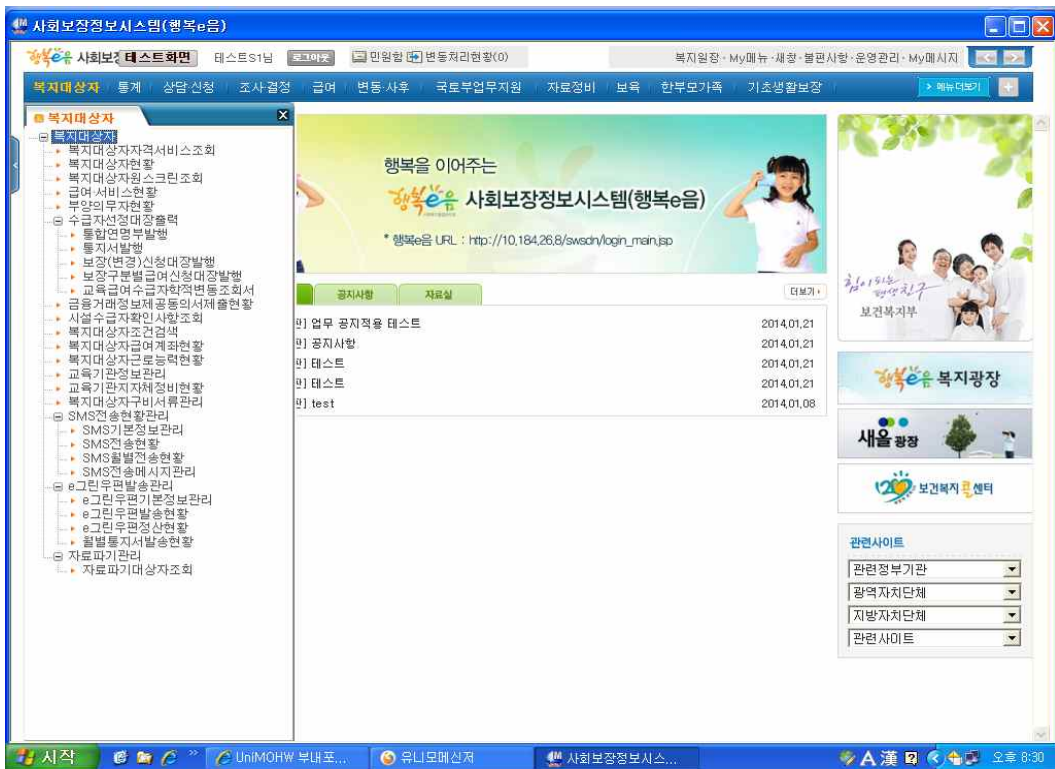 사회보장정보시스템(행복e음)
행복e음 사회보장 테스트화면 테스트S1님 로그아웃 민원함 변동처리현황(0) 복지일장·My메뉴·새창·불편사항·운영관리·My메시지
복지대상자 통계 상담·신청 조사·결정 급여 변동·사후 국토부업무지원 자료정비 보육 한부모가족 기초생활보장 > 메뉴더보기 +
복지대상자
복지대상자
복지대상자자격서비스조회
복지대상자현황
복지대상자원스크린조회
급여·서비스현황
부양의무자현황
수급자선정대장출력
통합연명부발행
통지서발행
보장(변경)신청대장발행
보장구분별급여신청대장발행
교육급여수급자학적변동조회서
금융거래정보제공동의서제출현황
시설수급자확인사항조회
복지대상자조건검색
복지대상자급여계좌현황
복지대상자근로능력현황
교육기관정보관리
교육기관지자체정비현황
복지대상자구비서류관리
SMS전송현황관리
SMS기본정보관리
SMS전송현황
SMS월별전송현황
SMS전송메시지관리
e그린우편발송관리
e그린우편기본정보관리
e그린우편발송현황
e그린우편정산현황
월별통지서발송현황
자료파기관리
자료파기대상자조회
행복을 이어주는
행복e음 사회보장정보시스템(행복e음)
* 행복e음 URL : http://10.184.26.8/swsdn/login_main.jsp
공지사항 자료실 더보기
판] 업무 공지적용 테스트 2014.01.21
판] 공지사항 2014.01.21
판] 테스트 2014.01.21
판] 테스트 2014.01.21
판] test 2014.01.08
힘이 되는
평생친구
보건복지부
행복e음 복지광장
새올 광장
129 보건복지콜센터
관련사이트
관련정부기관
광역자치단체
지방자치단체
관련사이트
시작 UniMOHW 부내포... 유니모메신저 사회보장정보시스... A 漢 오후 8:30